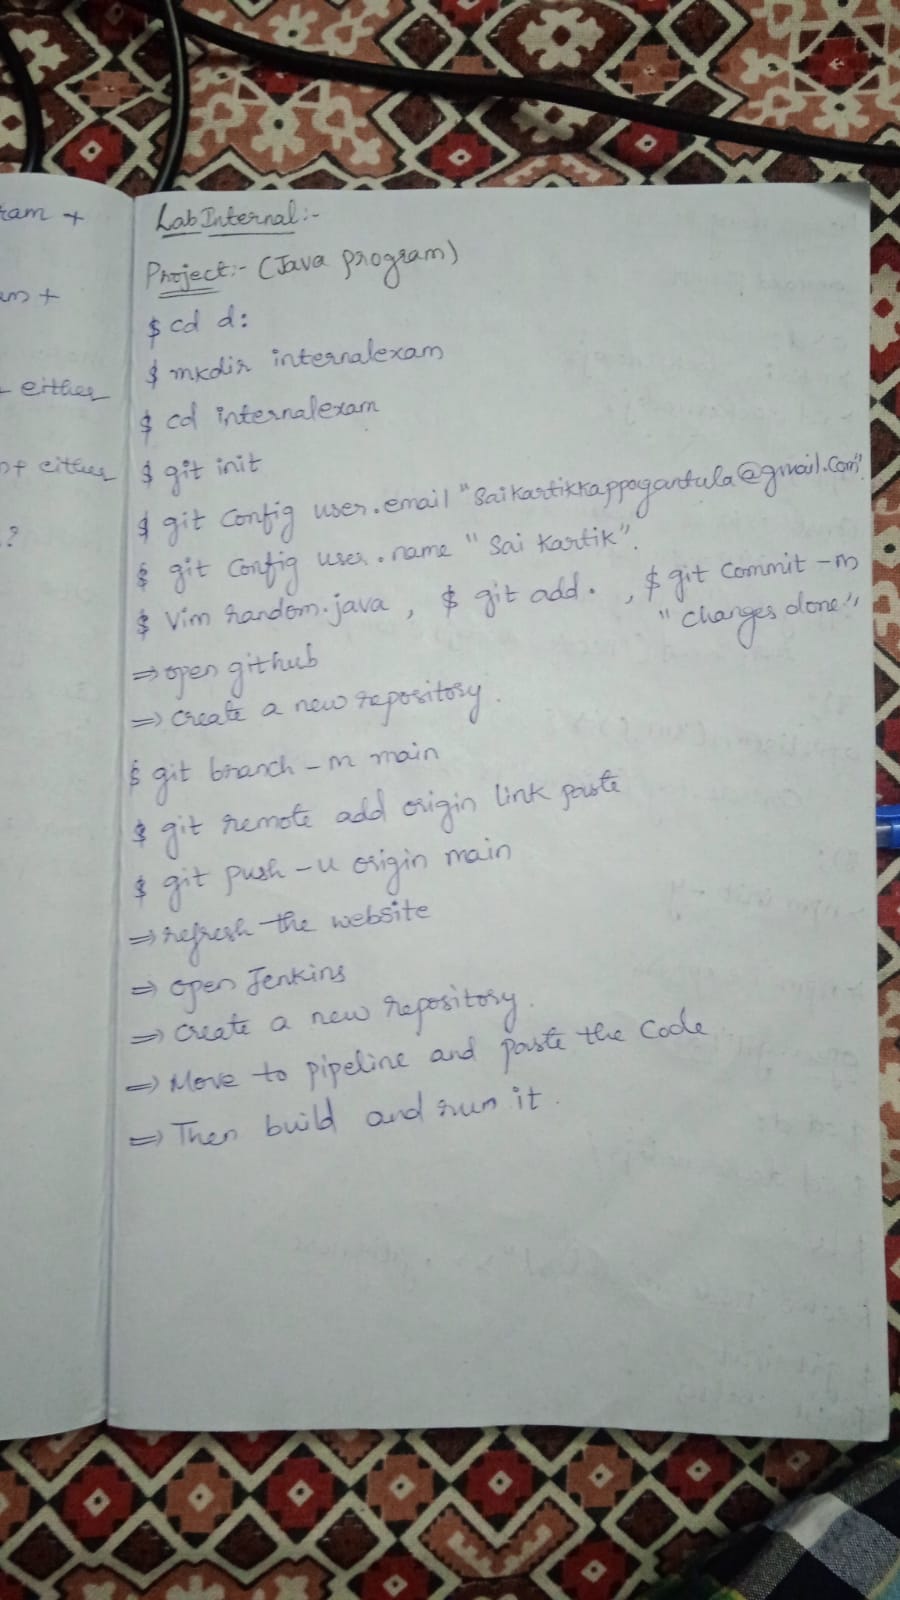 ram +
am +
either
of either
?
Lab Internal:-
Project:- (Java program)
$ cd d:
$ mkdir internalexam
$ cd internalexam
$ git init
$ git config user.email "saikartikkappagantula@gmail.com"
$ git config user.name "Sai Kartik".
$ vim random.java , $ git add . , $ git commit -m
"changes done"
⇒ open github
⇒ create a new repository.
$ git branch -m main
$ git remote add origin link paste
$ git push -u origin main
⇒ refresh the website
⇒ open Jenkins
⇒ create a new repository.
⇒ Move to pipeline and paste the code
⇒ Then build and run it.